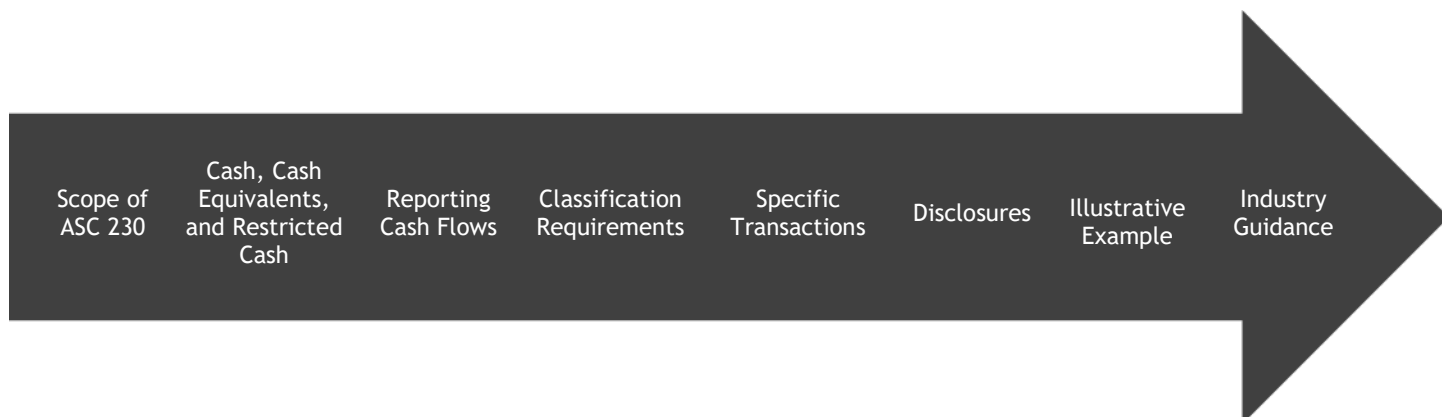 Scope of
ASC 230
Cash, Cash
Equivalents,
and Restricted
Cash
Reporting
Cash Flows
Classification
Requirements
Specific
Transactions
Disclosures
Illustrative
Example
Industry
Guidance